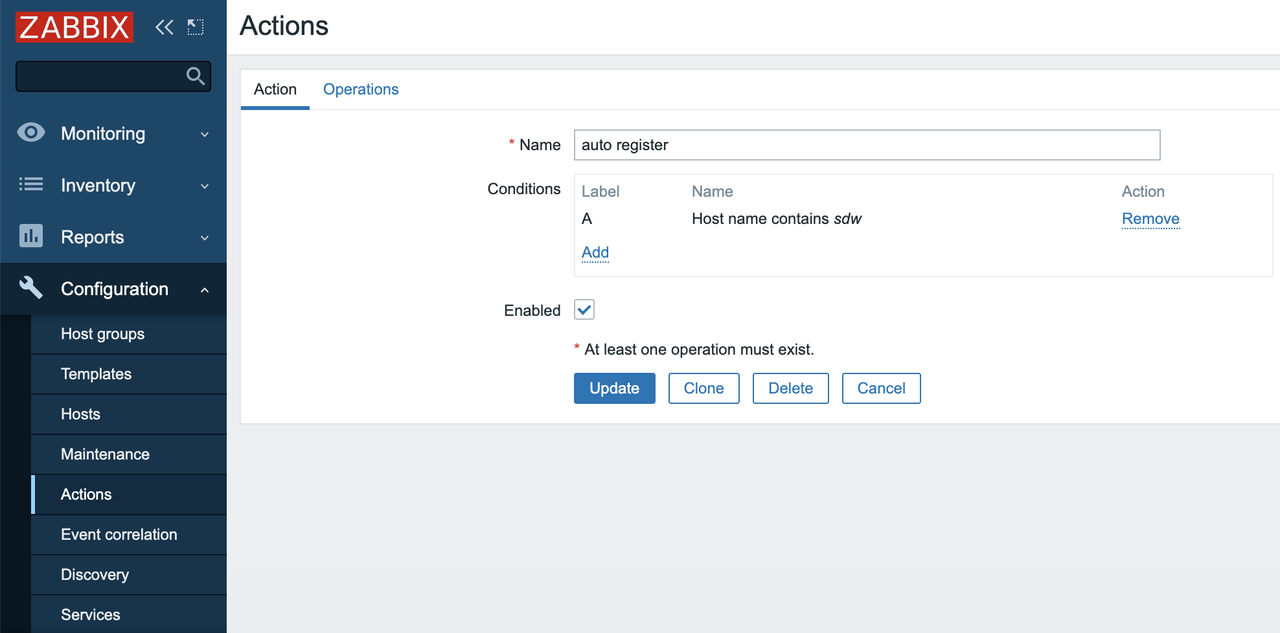 ZABBIX
Monitoring
Inventory
Reports
Configuration
Host groups
Templates
Hosts
Maintenance
Actions
Event correlation
Discovery
Services
Actions
Action Operations
* Name auto register
Conditions Label Name Action
A Host name contains sdw Remove
Add
Enabled
* At least one operation must exist.
Update Clone Delete Cancel